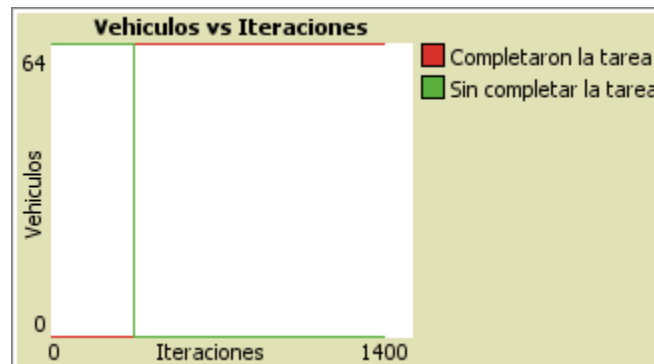 Vehiculos vs Iteraciones
64
Vehiculos
0
0
Iteraciones
1400
Completaron la tarea
Sin completar la tarea